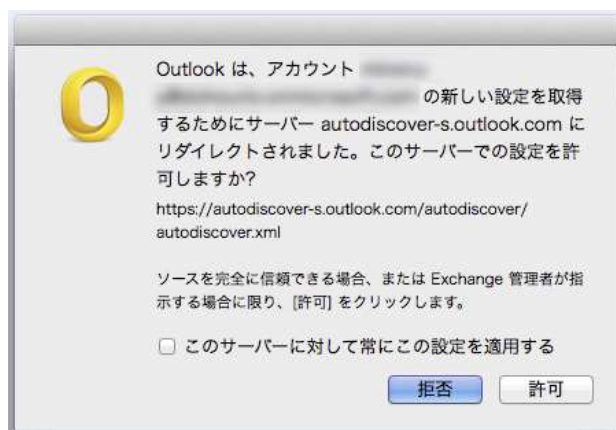 Outlook は、アカウント
の新しい設定を取得
するためにサーバー autodiscover-s.outlook.com に
リダイレクトされました。このサーバーでの設定を許
可しますか?
https://autodiscover-s.outlook.com/autodiscover/
autodiscover.xml
ソースを完全に信頼できる場合、または Exchange 管理者が指
示する場合に限り、[許可] をクリックします。
このサーバーに対して常にこの設定を適用する
拒否 許可